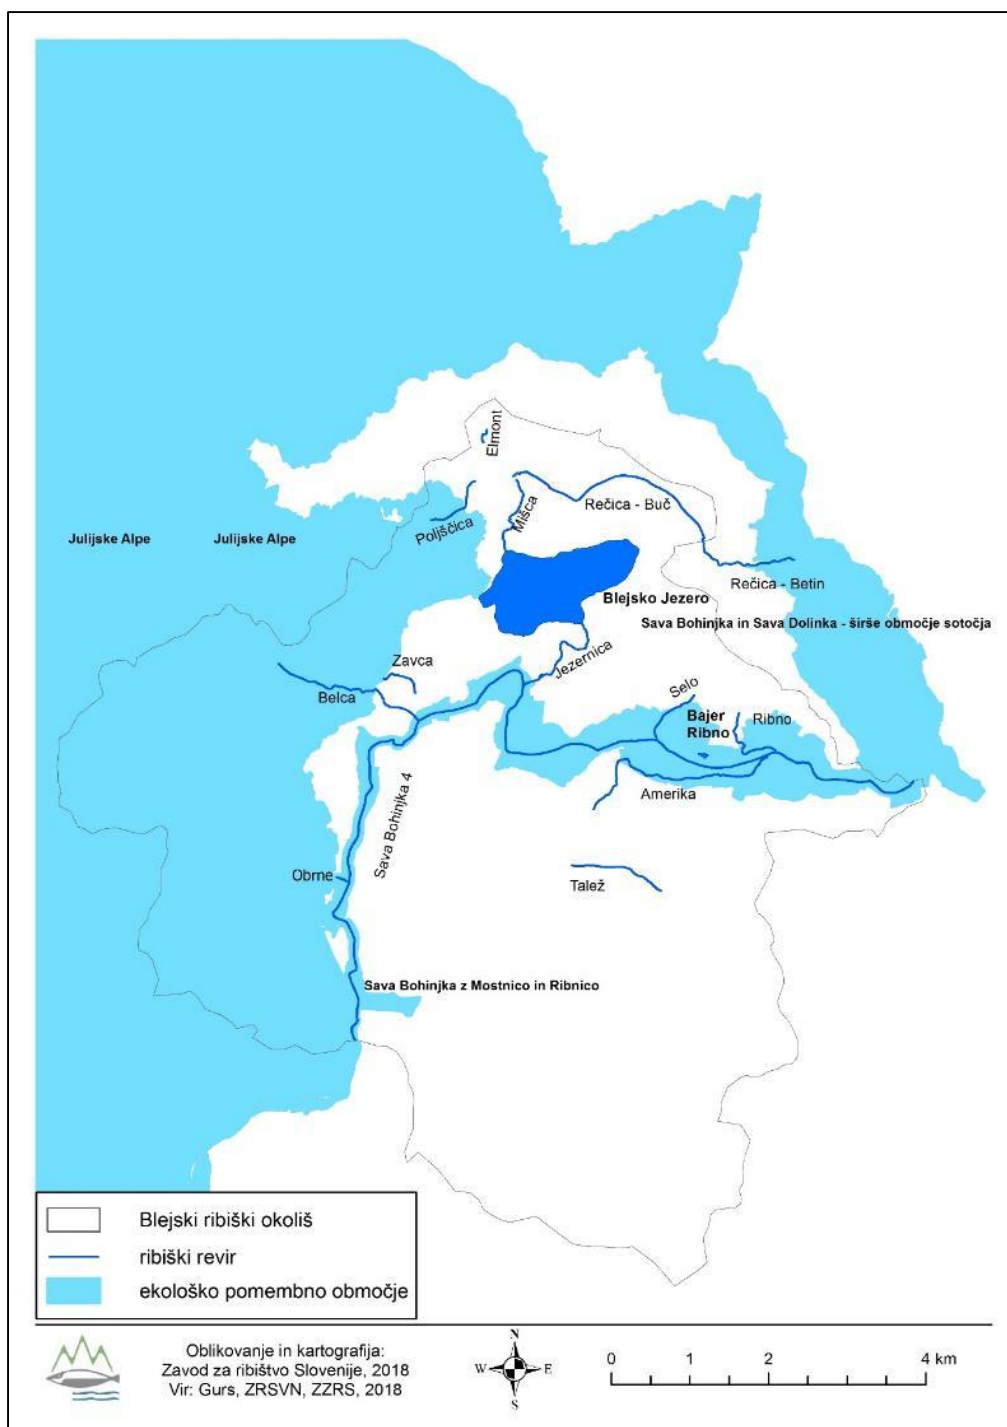 Elmont
Mišca
Rečica - Buč
Poljščica
Julijske Alpe
Julijske Alpe
Rečica - Betin
Blejsko Jezero
Sava Bohinjka in Sava Dolinka - širše območje sotočja
Jezernica
Zavca
Belca
Selo
Bajer
Ribno
Ribno
Sava Bohinjka 4
Amerika
Obrne
Talež
Sava Bohinjka z Mostnico in Ribnico
Blejski ribiški okoliš
ribiški revir
ekološko pomembno območje
Oblikovanje in kartografija:
Zavod za ribištvo Slovenije, 2018
Vir: Gurs, ZRSVN, ZZRS, 2018
N
W E
S
0 1 2 4 km